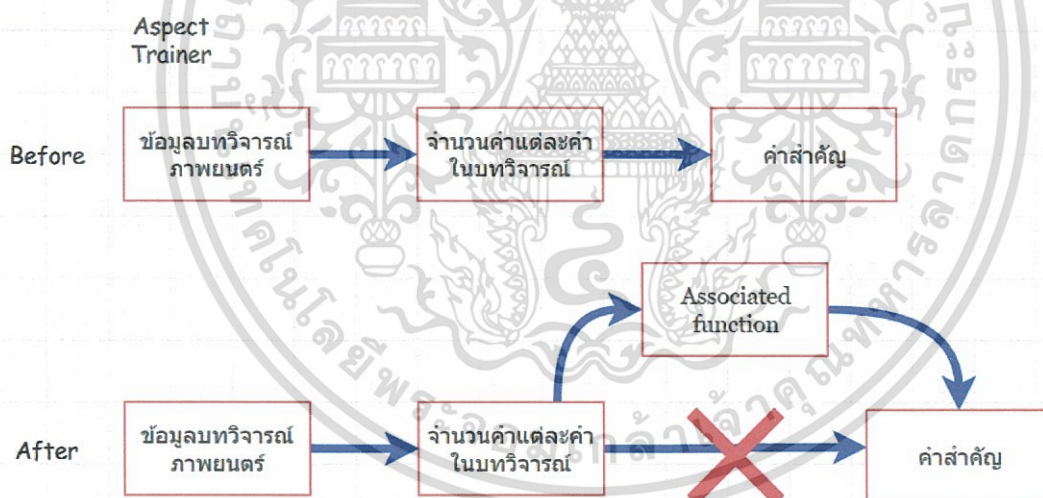 Aspect
Trainer
Before
ข้อมูลบทวิจารณ์
ภาพยนตร์
จำนวนคำแต่ละคำ
ในบทวิจารณ์
คำสำคัญ
Associated
function
After
ข้อมูลบทวิจารณ์
ภาพยนตร์
จำนวนคำแต่ละคำ
ในบทวิจารณ์
คำสำคัญ